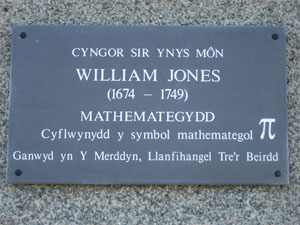 CYNGOR SIR YNYS MÔN
WILLIAM JONES
(1674 – 1749)
MATHEMATEGYDD
Cyflwynydd y symbol mathemategol π
Ganwyd yn Y Merddyn, Llanfihangel Tre'r Beirdd